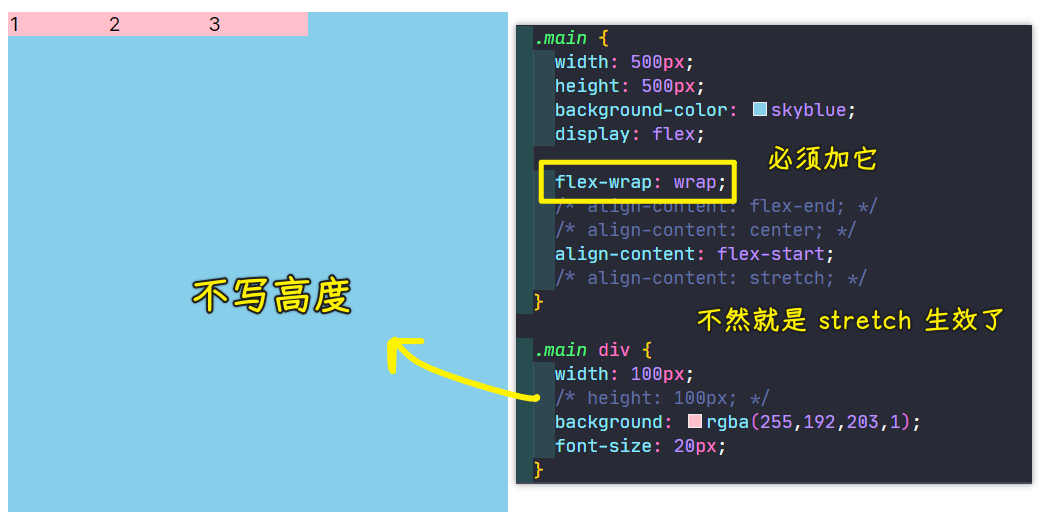 1 2 3
不写高度
.main {
width: 500px;
height: 500px;
background-color: skyblue;
display: flex;
必须加它
flex-wrap: wrap;
/* align-content: flex-end; */
/* align-content: center; */
align-content: flex-start;
/* align-content: stretch; */
}
不然就是 stretch 生效了
.main div {
width: 100px;
/* height: 100px; */
background: rgba(255,192,203,1);
font-size: 20px;
}